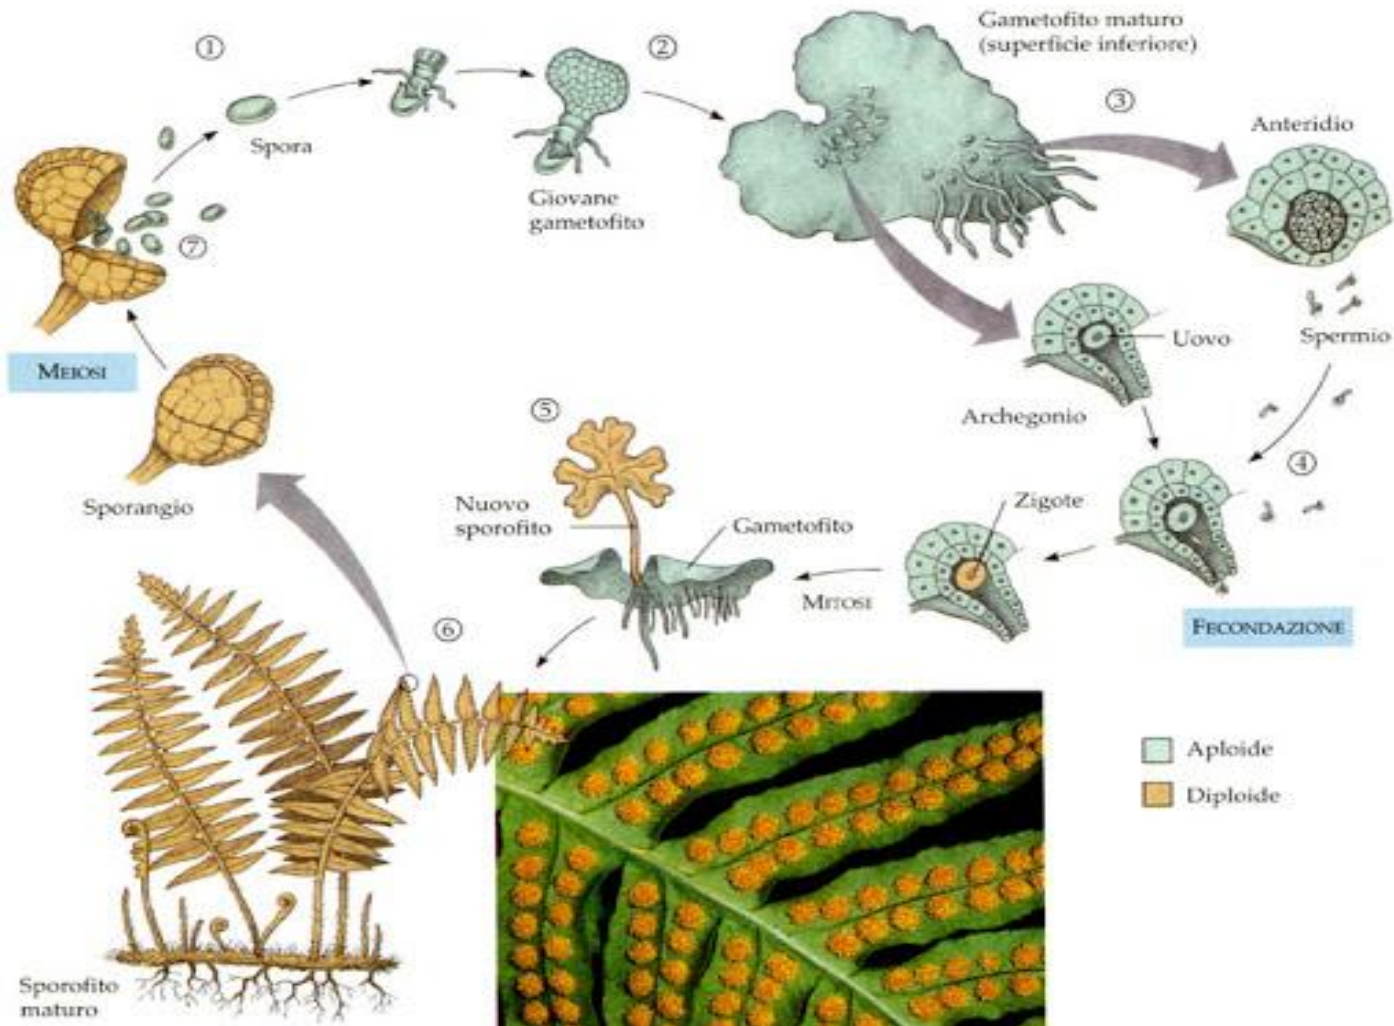 ①
②
Gametofito maturo
(superficie inferiore)
③
Anteridio
Spora
Giovane
gametofito
⑦
Uovo
Spermio
MEIOSI
Archegonio
④
⑤
Sporangio
Nuovo
sporofito
Gametofito
Zigote
MITOSI
FECONDAZIONE
⑥
Aploide
Diploide
Sporofito
maturo